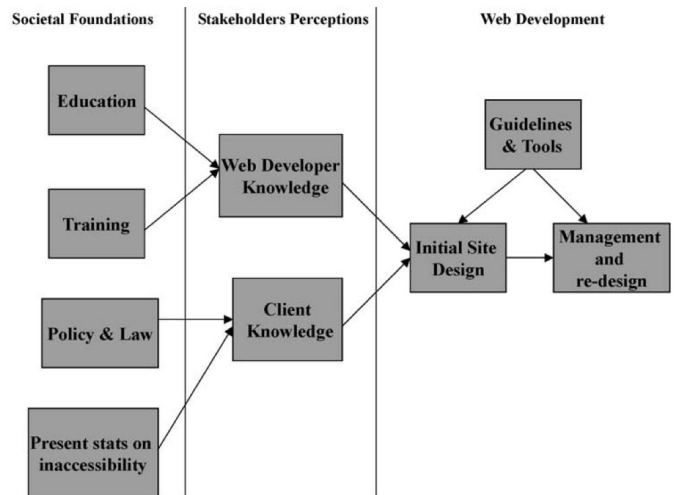 Societal Foundations
Stakeholders Perceptions
Web Development
Education
Training
Policy & Law
Present stats on
inaccessibility
Web Developer
Knowledge
Client
Knowledge
Guidelines
& Tools
Initial Site
Design
Management
and
re-design